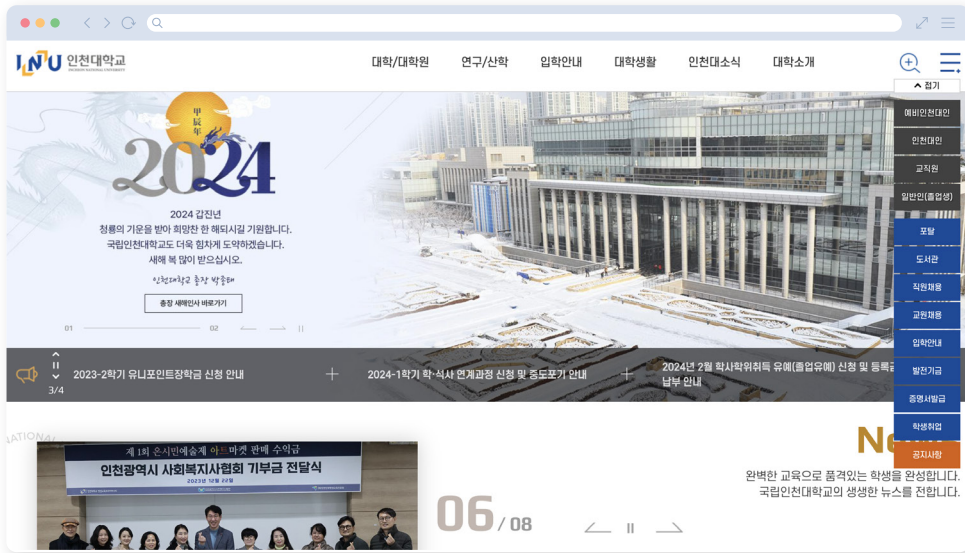 INU 인천대학교
INCHEON NATIONAL UNIVERSITY
대학/대학원 연구/산학 입학안내 대학생활 인천대소식 대학소개
접기
예비인천대인
인천대인
교직원
일반인(졸업생)
포탈
도서관
직원채용
교원채용
입학안내
발전기금
증명서발급
학생취업
공지사항
甲
辰
年
2024
2024 갑진년
청룡의 기운을 받아 희망찬 한 해되시길 기원합니다.
국립인천대학교도 더욱 힘차게 도약하겠습니다.
새해 복 많이 받으십시오.
인천대학교 총장 박종태
총장 새해인사 바로가기
01 02
3/4
2023-2학기 유니포인트장학금 신청 안내
2024-1학기 학·석사 연계과정 신청 및 중도포기 안내
2024년 2월 학사학위취득 유예(졸업유예) 신청 및 등록금
납부 안내
제 1회 온시민예술제 아트마켓 판매 수익금
인천광역시 사회복지사협회 기부금 전달식
2023년 12월 22일
06 / 08
완벽한 교육으로 품격있는 학생을 완성합니다.
국립인천대학교의 생생한 뉴스를 전합니다.